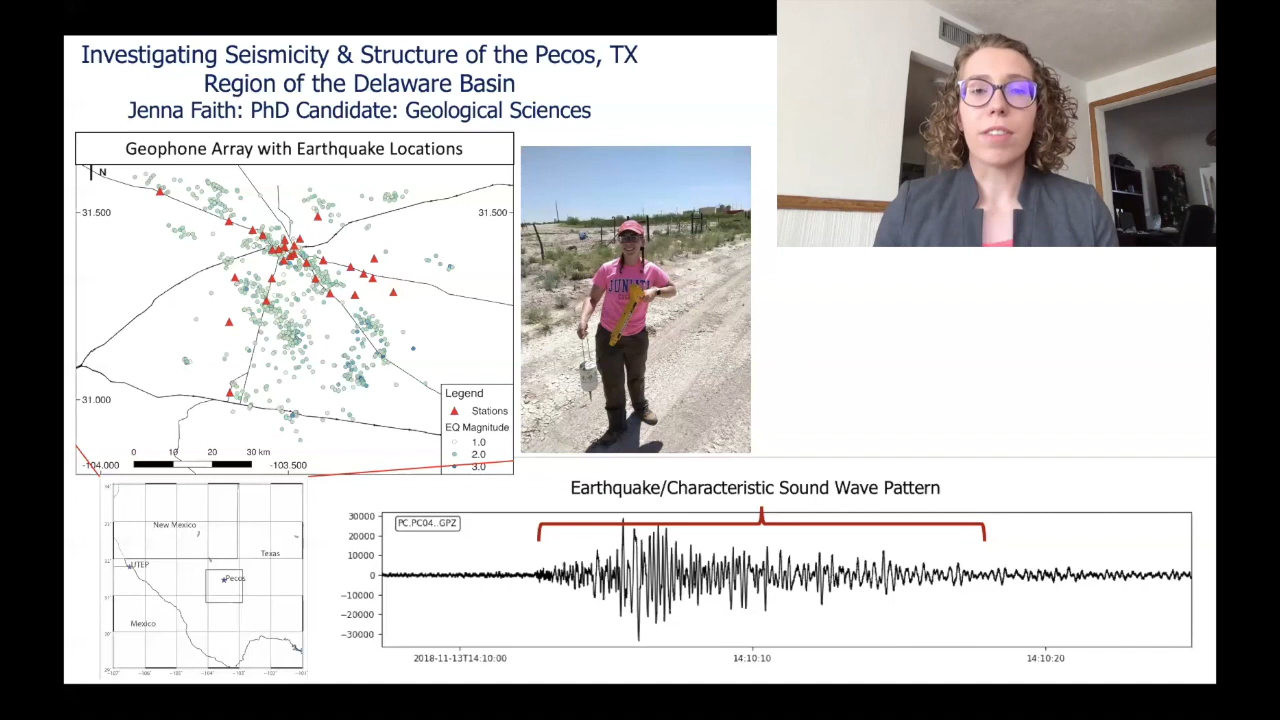 Investigating Seismicity & Structure of the Pecos, TX
Region of the Delaware Basin
Jenna Faith: PhD Candidate: Geological Sciences
Geophone Array with Earthquake Locations
N
31.500
31.500
31.000
Legend
Stations
EQ Magnitude
1.0
2.0
3.0
0 10 20 30 km
-104.000
-103.500
New Mexico
Texas
UTEP
Pecos
Mexico
Earthquake/Characteristic Sound Wave Pattern
PC.PC04..GPZ
30000
20000
10000
0
−10000
−20000
−30000
2018-11-13T14:10:00
14:10:10
14:10:20